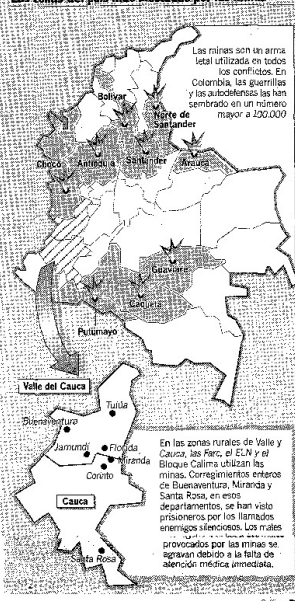 Las minas son un arma
letal utilizada en todos
los conflictos. En
Colombia, las guerrillas
y las autodefensas las han
sembrado en un número
mayor a 100.000
Bolívar
Norte de
Santander
Chocó
Antioquia
Santander
Arauca
Guaviare
Caquetá
Putumayo
Valle del Cauca
Tulúa
Buenaventura
Jamundí
Florida
Miranda
Corinto
Cauca
Santa Rosa
En las zonas rurales de Valle y
Cauca, las Farc, el ELN y el
Bloque Calima utilizan las
minas. Corregimientos enteros
de Buenaventura, Miranda y
Santa Rosa, en esos
departamentos, se han visto
prisioneros por los llamados
enemigos silenciosos. Los males
provocados por las minas se
agravan debido a la falta de
atención médica inmediata.